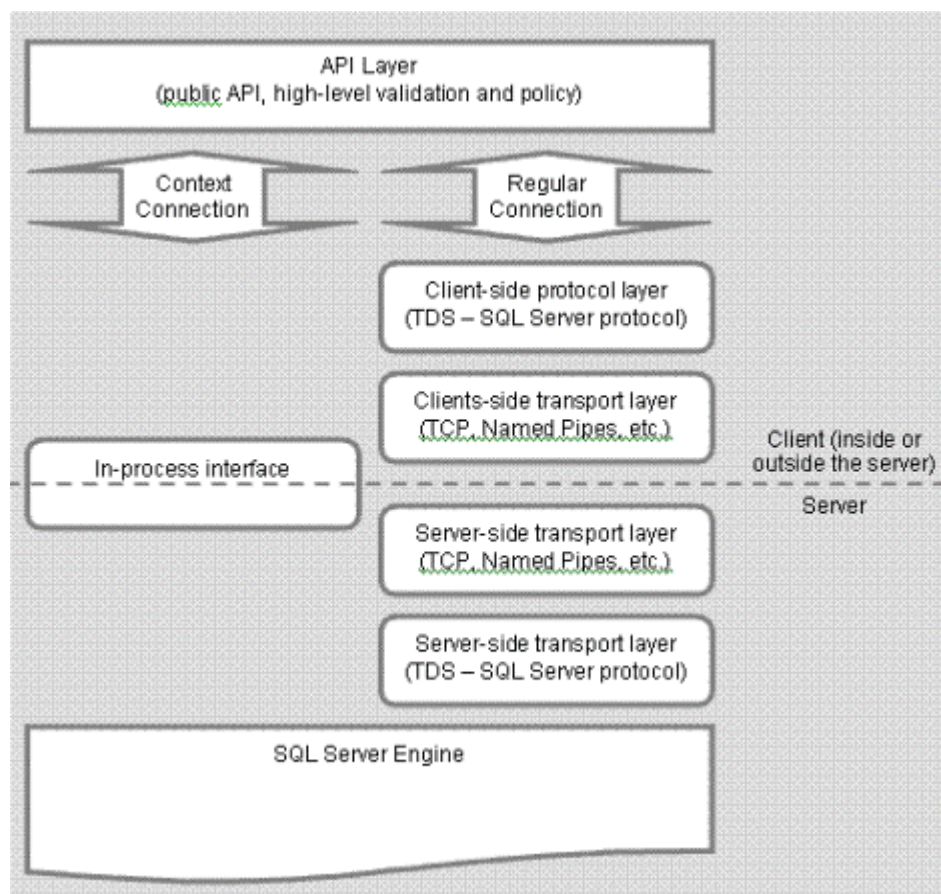 API Layer
(public API, high-level validation and policy)
Context
Connection
Regular
Connection
Client-side protocol layer
(TDS – SQL Server protocol)
Clients-side transport layer
(TCP, Named Pipes, etc.)
In-process interface
Client (inside or
outside the server)
Server
Server-side transport layer
(TCP, Named Pipes, etc.)
Server-side transport layer
(TDS – SQL Server protocol)
SQL Server Engine